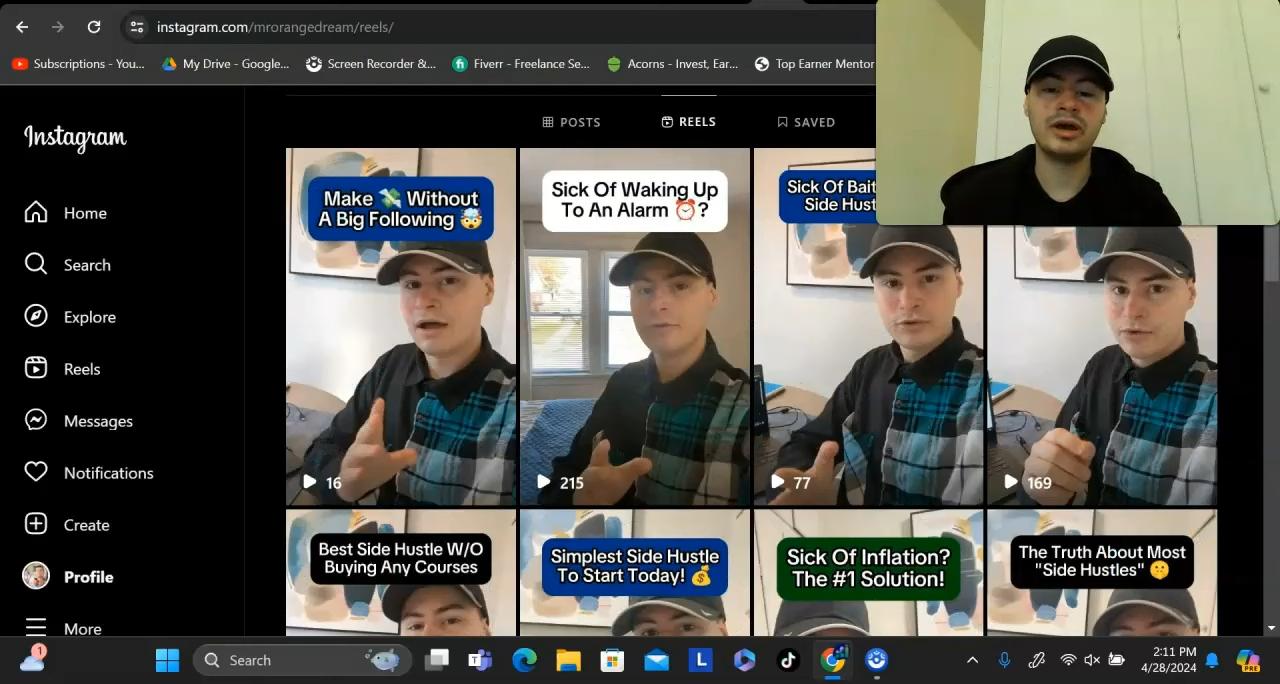 instagram.com/mrorangedream/reels/
Subscriptions - You...
My Drive - Google...
Screen Recorder &...
Fiverr - Freelance Se...
Acorns - Invest, Ear...
Top Earner Mentor
Instagram
Home
Search
Explore
Reels
Messages
Notifications
Create
Profile
More
POSTS
REELS
SAVED
Make 💸 Without
A Big Following 🤯
16
Sick Of Waking Up
To An Alarm ⏰?
215
Sick Of Bait
Side Hust
77
169
Best Side Hustle W/O
Buying Any Courses
Simplest Side Hustle
To Start Today! 💰
Sick Of Inflation?
The #1 Solution!
The Truth About Most
"Side Hustles" 🤫
1
Search
L
2:11 PM
4/28/2024
PRE